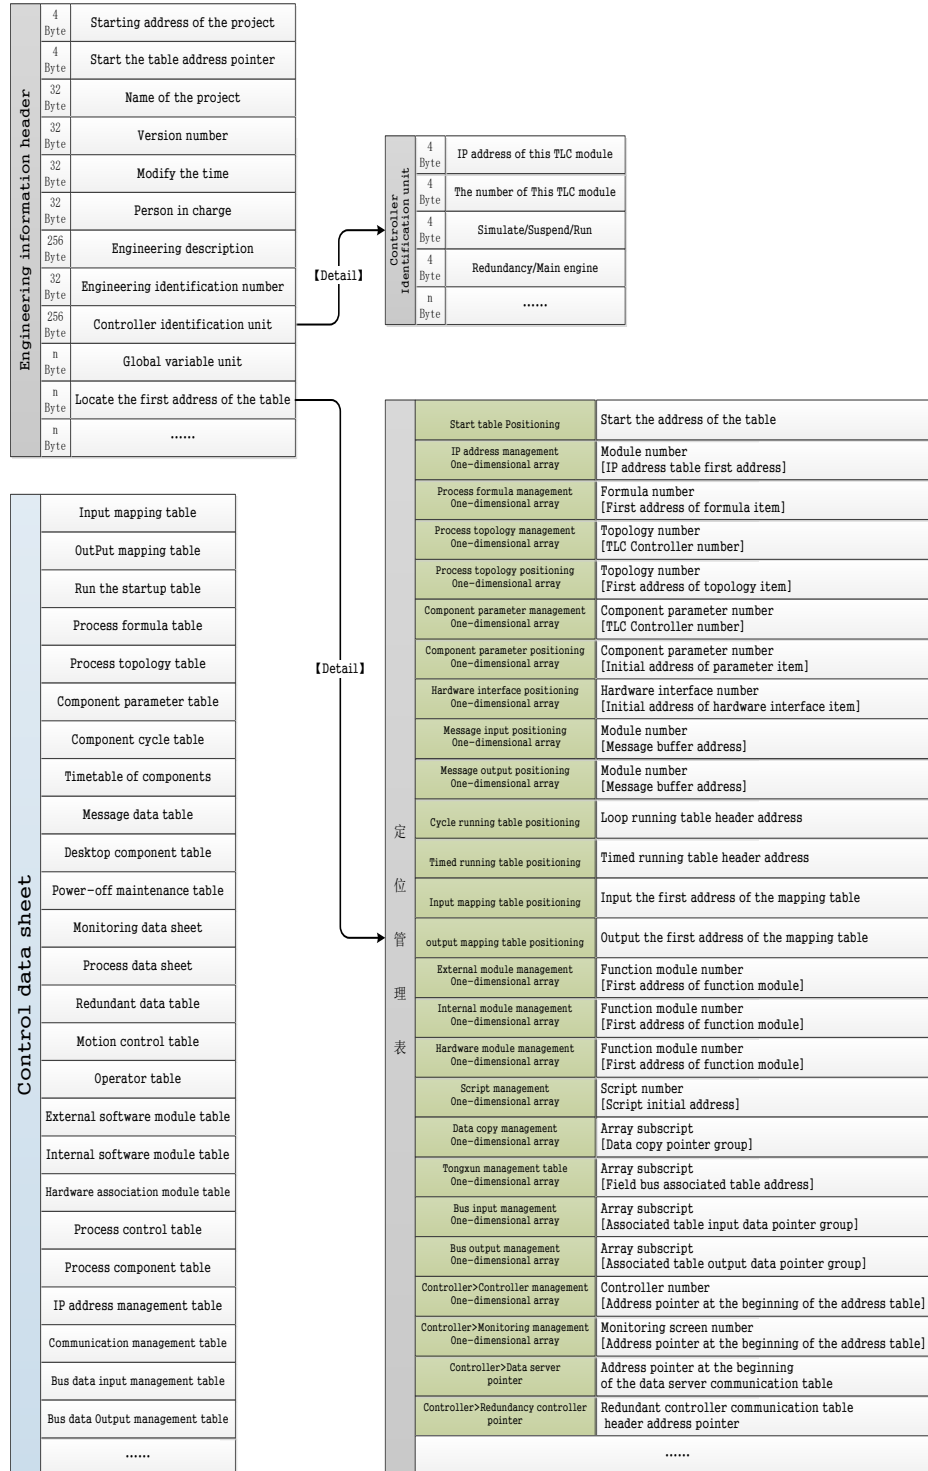 Engineering information header
4
Byte
Starting address of the project
4
Byte
Start the table address pointer
32
Byte
Name of the project
32
Byte
Version number
32
Byte
Modify the time
32
Byte
Person in charge
256
Byte
Engineering description
32
Byte
Engineering identification number
256
Byte
Controller identification unit
n
Byte
Global variable unit
n
Byte
Locate the first address of the table
n
Byte
......
【Detail】
Controller
Identification unit
4
Byte
IP address of this TLC module
4
Byte
The number of This TLC module
4
Byte
Simulate/Suspend/Run
4
Byte
Redundancy/Main engine
n
Byte
......
Control data sheet
Input mapping table
OutPut mapping table
Run the startup table
Process formula table
Process topology table
Component parameter table
Component cycle table
Timetable of components
Message data table
Desktop component table
Power-off maintenance table
Monitoring data sheet
Process data sheet
Redundant data table
Motion control table
Operator table
External software module table
Internal software module table
Hardware association module table
Process control table
Process component table
IP address management table
Communication management table
Bus data input management table
Bus data Output management table
......
【Detail】
定
位
管
理
表
Start table Positioning
Start the address of the table
IP address management
One-dimensional array
Module number
[IP address table first address]
Process formula management
One-dimensional array
Formula number
[First address of formula item]
Process topology management
One-dimensional array
Topology number
[TLC Controller number]
Process topology positioning
One-dimensional array
Topology number
[First address of topology item]
Component parameter management
One-dimensional array
Component parameter number
[TLC Controller number]
Component parameter positioning
One-dimensional array
Component parameter number
[Initial address of parameter item]
Hardware interface positioning
One-dimensional array
Hardware interface number
[Initial address of hardware interface item]
Message input positioning
One-dimensional array
Module number
[Message buffer address]
Message output positioning
One-dimensional array
Module number
[Message buffer address]
Cycle running table positioning
Loop running table header address
Timed running table positioning
Timed running table header address
Input mapping table positioning
Input the first address of the mapping table
output mapping table positioning
Output the first address of the mapping table
External module management
One-dimensional array
Function module number
[First address of function module]
Internal module management
One-dimensional array
Function module number
[First address of function module]
Hardware module management
One-dimensional array
Function module number
[First address of function module]
Script management
One-dimensional array
Script number
[Script initial address]
Data copy management
One-dimensional array
Array subscript
[Data copy pointer group]
Tongxun management table
One-dimensional array
Array subscript
[Field bus associated table address]
Bus input management
One-dimensional array
Array subscript
[Associated table input data pointer group]
Bus output management
One-dimensional array
Array subscript
[Associated table output data pointer group]
Controller>Controller management
One-dimensional array
Controller number
[Address pointer at the beginning of the address table]
Controller>Monitoring management
One-dimensional array
Monitoring screen number
[Address pointer at the beginning of the address table]
Controller>Data server
pointer
Address pointer at the beginning
of the data server communication table
Controller>Redundancy controller
pointer
Redundant controller communication table
header address pointer
......